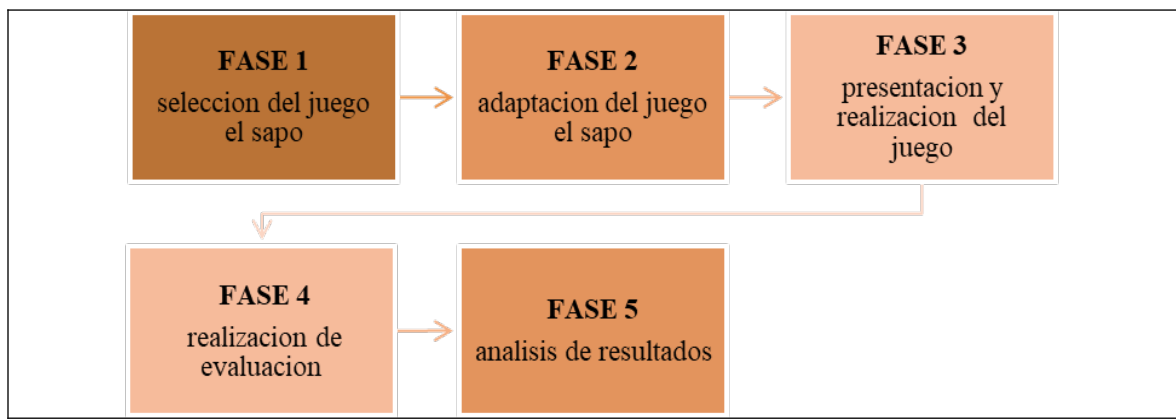 FASE 1
seleccion del juego
el sapo
FASE 2
adaptacion del juego
el sapo
FASE 3
presentacion y
realizacion del
juego
FASE 4
realizacion de
evaluacion
FASE 5
analisis de resultados